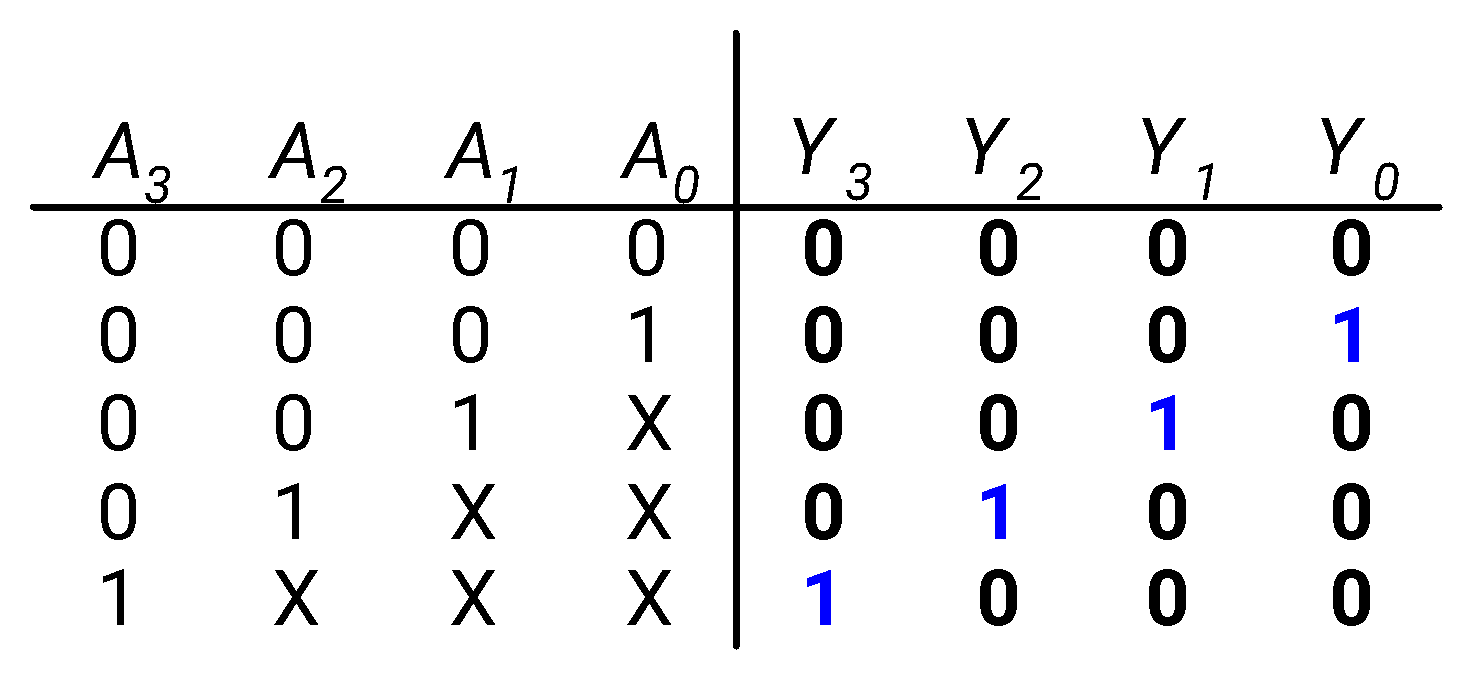 A3 A2 A1 A0 Y3 Y2 Y1 Y0
0 0 0 0 0 0 0 0
0 0 0 1 0 0 0 1
0 0 1 X 0 0 1 0
0 1 X X 0 1 0 0
1 X X X 1 0 0 0